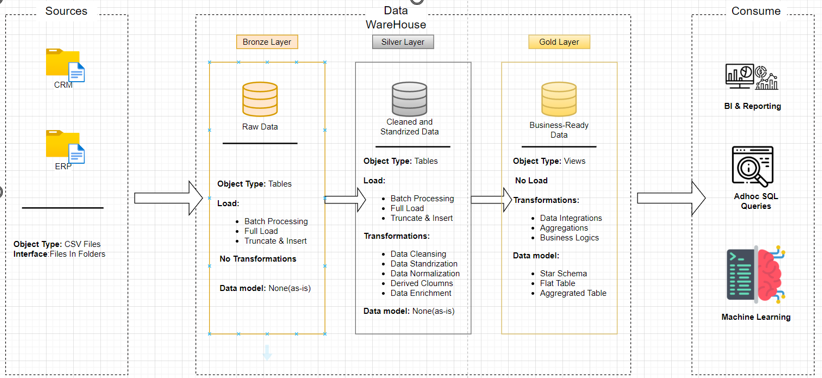 Sources
CRM
ERP
Object Type: CSV Files
Interface:Files In Folders
Data
WareHouse
Bronze Layer
Raw Data
Object Type: Tables
Load:
Batch Processing
Full Load
Truncate & Insert
No Transformations
Data model: None(as-is)
Silver Layer
Cleaned and
Standrized Data
Object Type: Tables
Load:
Batch Processing
Full Load
Truncate & Insert
Transformations:
Data Cleansing
Data Standrization
Data Normalization
Derived Cloumns
Data Enrichment
Data model: None(as-is)
Gold Layer
Business-Ready
Data
Object Type: Views
No Load
Transformations:
Data Integrations
Aggregations
Business Logics
Data model:
Star Schema
Flat Table
Aggregrated Table
Consume
BI & Reporting
Adhoc SQL
Queries
Machine Learning